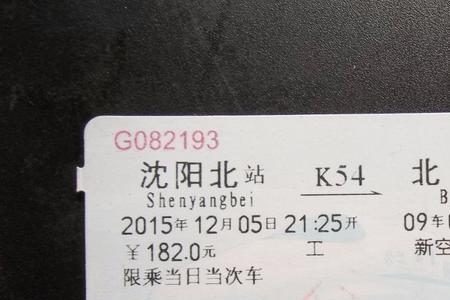 G082193
沈阳北站 K54 北
Shenyangbei B
2015年12月05日21:25开 09车
￥182.0元 工 新空
限乘当日当次车